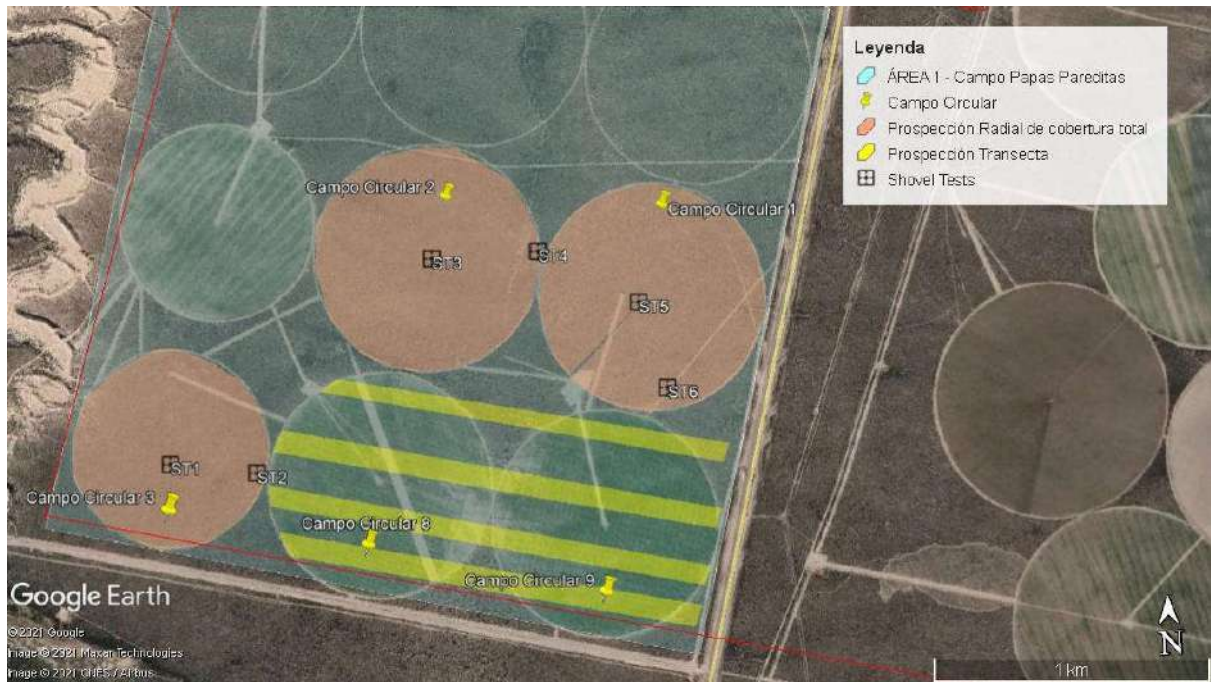 Leyenda
ÁREA 1 - Campo Papas Pareditas
Campo Circular
Prospección Radial de cobertura total
Prospección Transecta
Shovel Tests
Campo Circular 2
Campo Circular 1
ST3
ST4
ST5
ST6
ST1
ST2
Campo Circular 3
Campo Circular 8
Campo Circular 9
Google Earth
© 2021 Google
Image © 2021 Maxar Technologies
Image © 2021 CNES / Airbus
N
1 km